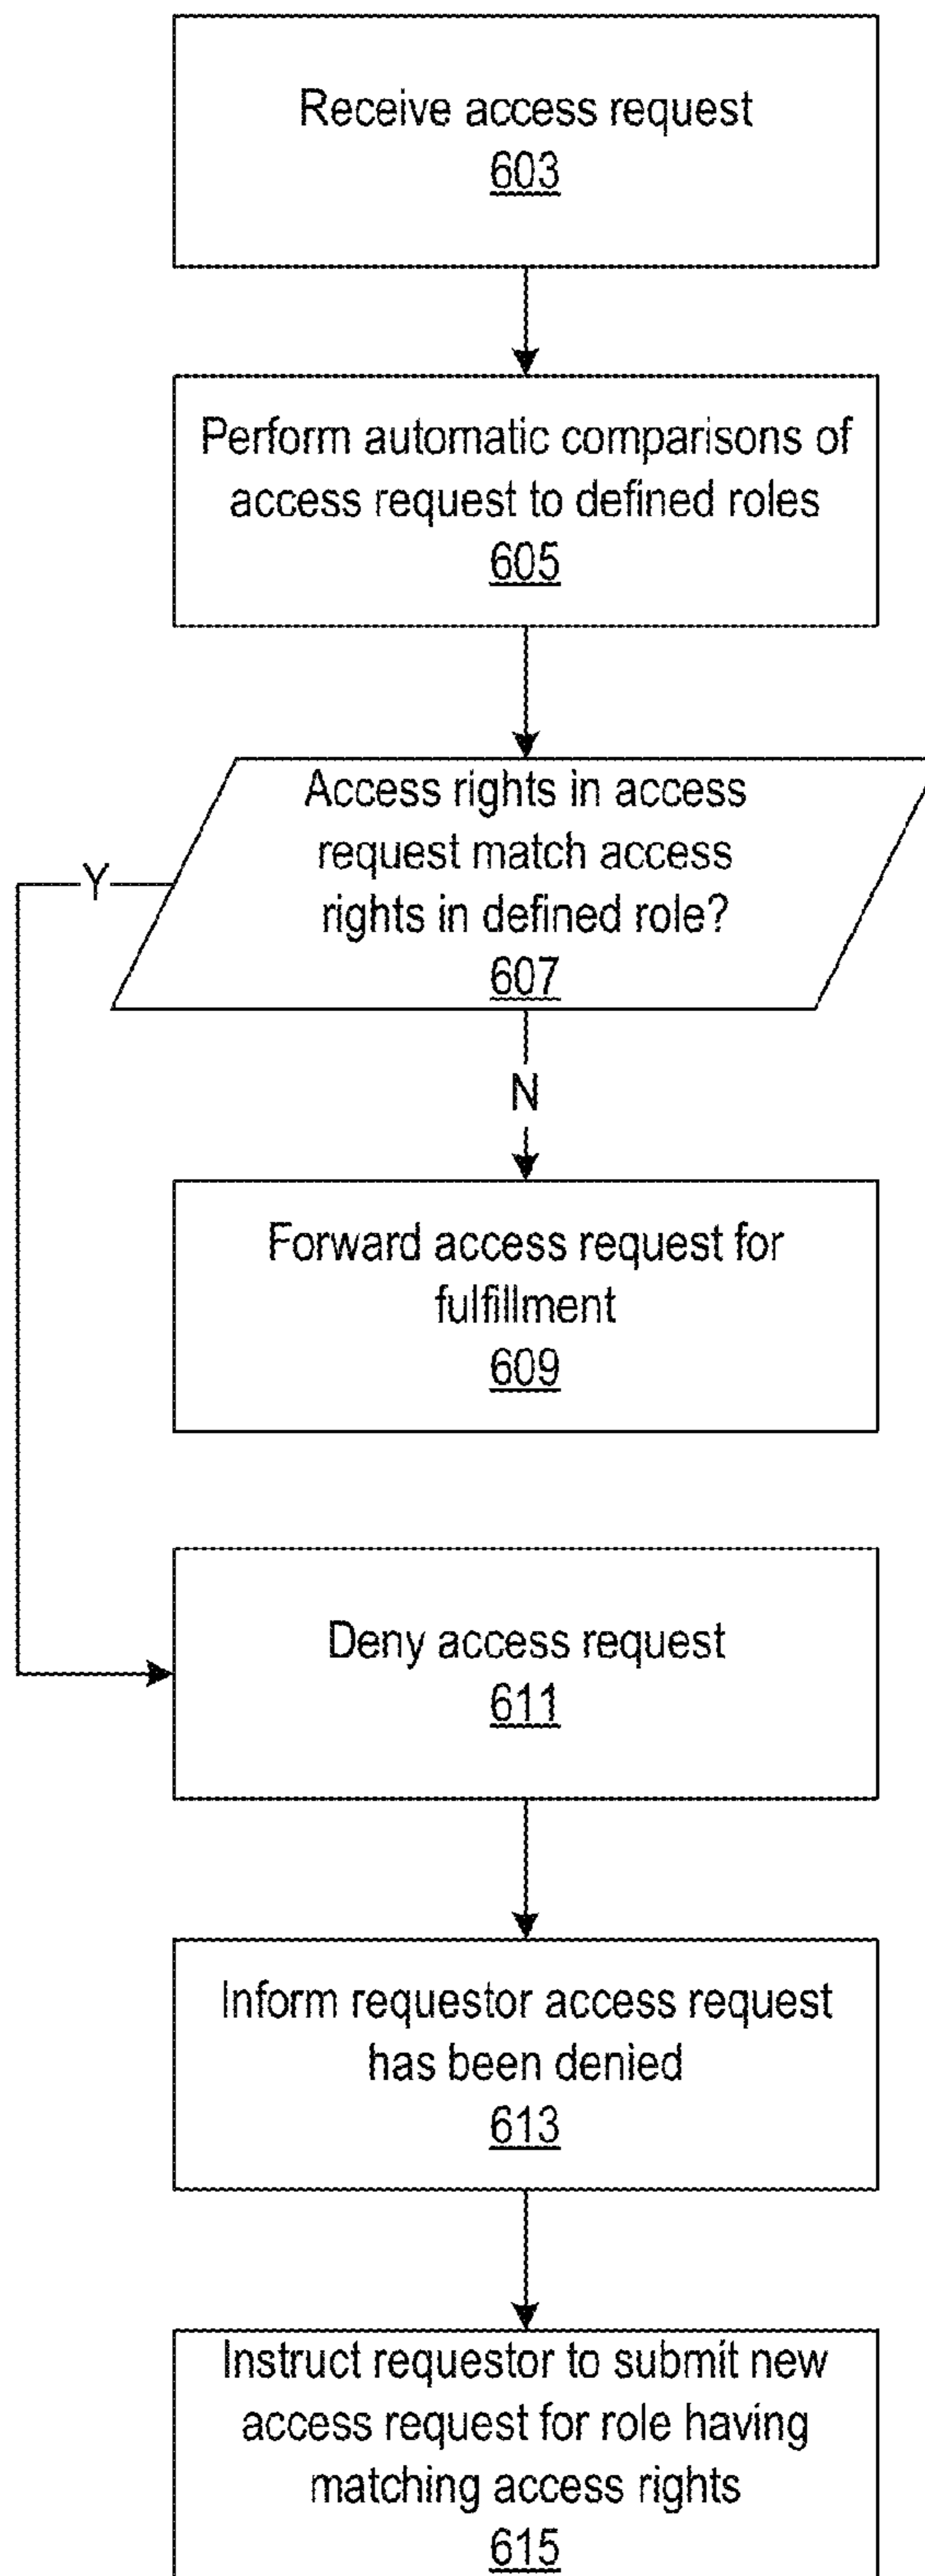 Receive access request
603
Perform automatic comparisons of
access request to defined roles
605
Access rights in access
request match access
rights in defined role?
607
Y
N
Forward access request for
fulfillment
609
Deny access request
611
Inform requestor access request
has been denied
613
Instruct requestor to submit new
access request for role having
matching access rights
615